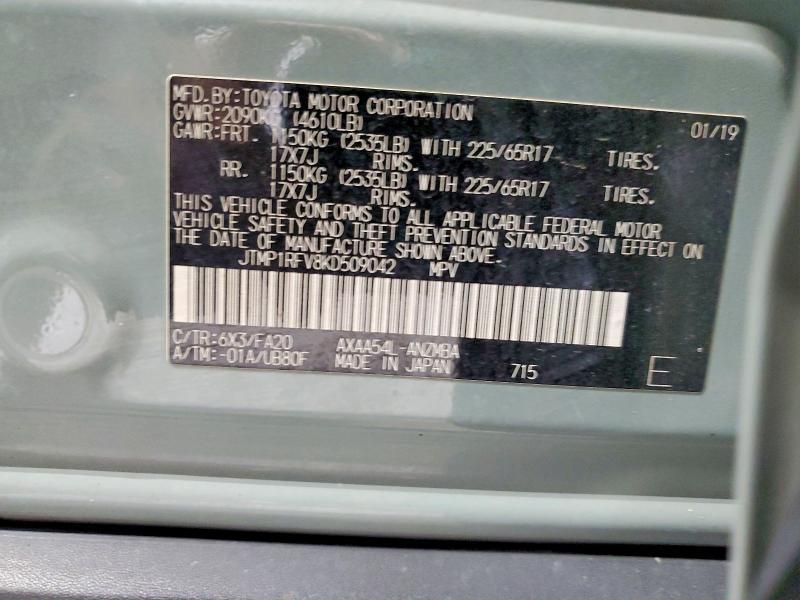 MFD. BY: TOYOTA MOTOR CORPORATION
GVWR: 2090KG (4610LB) 01/19
GAWR: FRT. 1150KG (2535LB) WITH 225/65R17 TIRES.
17X7J RIMS.
RR. 1150KG (2535LB) WITH 225/65R17 TIRES.
17X7J RIMS.
THIS VEHICLE CONFORMS TO ALL APPLICABLE FEDERAL MOTOR
VEHICLE SAFETY AND THEFT PREVENTION STANDARDS IN EFFECT ON
THE DATE OF MANUFACTURE SHOWN ABOVE.
JTMP1RFV8KD509042 MPV
C/TR: 6X3/FA20 AXAA54L-ANZMBA
A/TM: -01A/UB80F MADE IN JAPAN 715 E